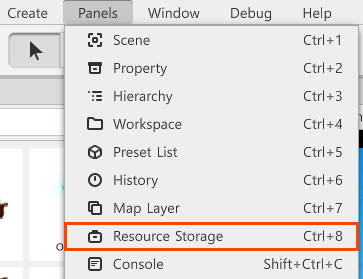 Create Panels Window Debug Help
Scene Ctrl+1
Property Ctrl+2
Hierarchy Ctrl+3
Workspace Ctrl+4
Preset List Ctrl+5
History Ctrl+6
Map Layer Ctrl+7
Resource Storage Ctrl+8
Console Shift+Ctrl+C